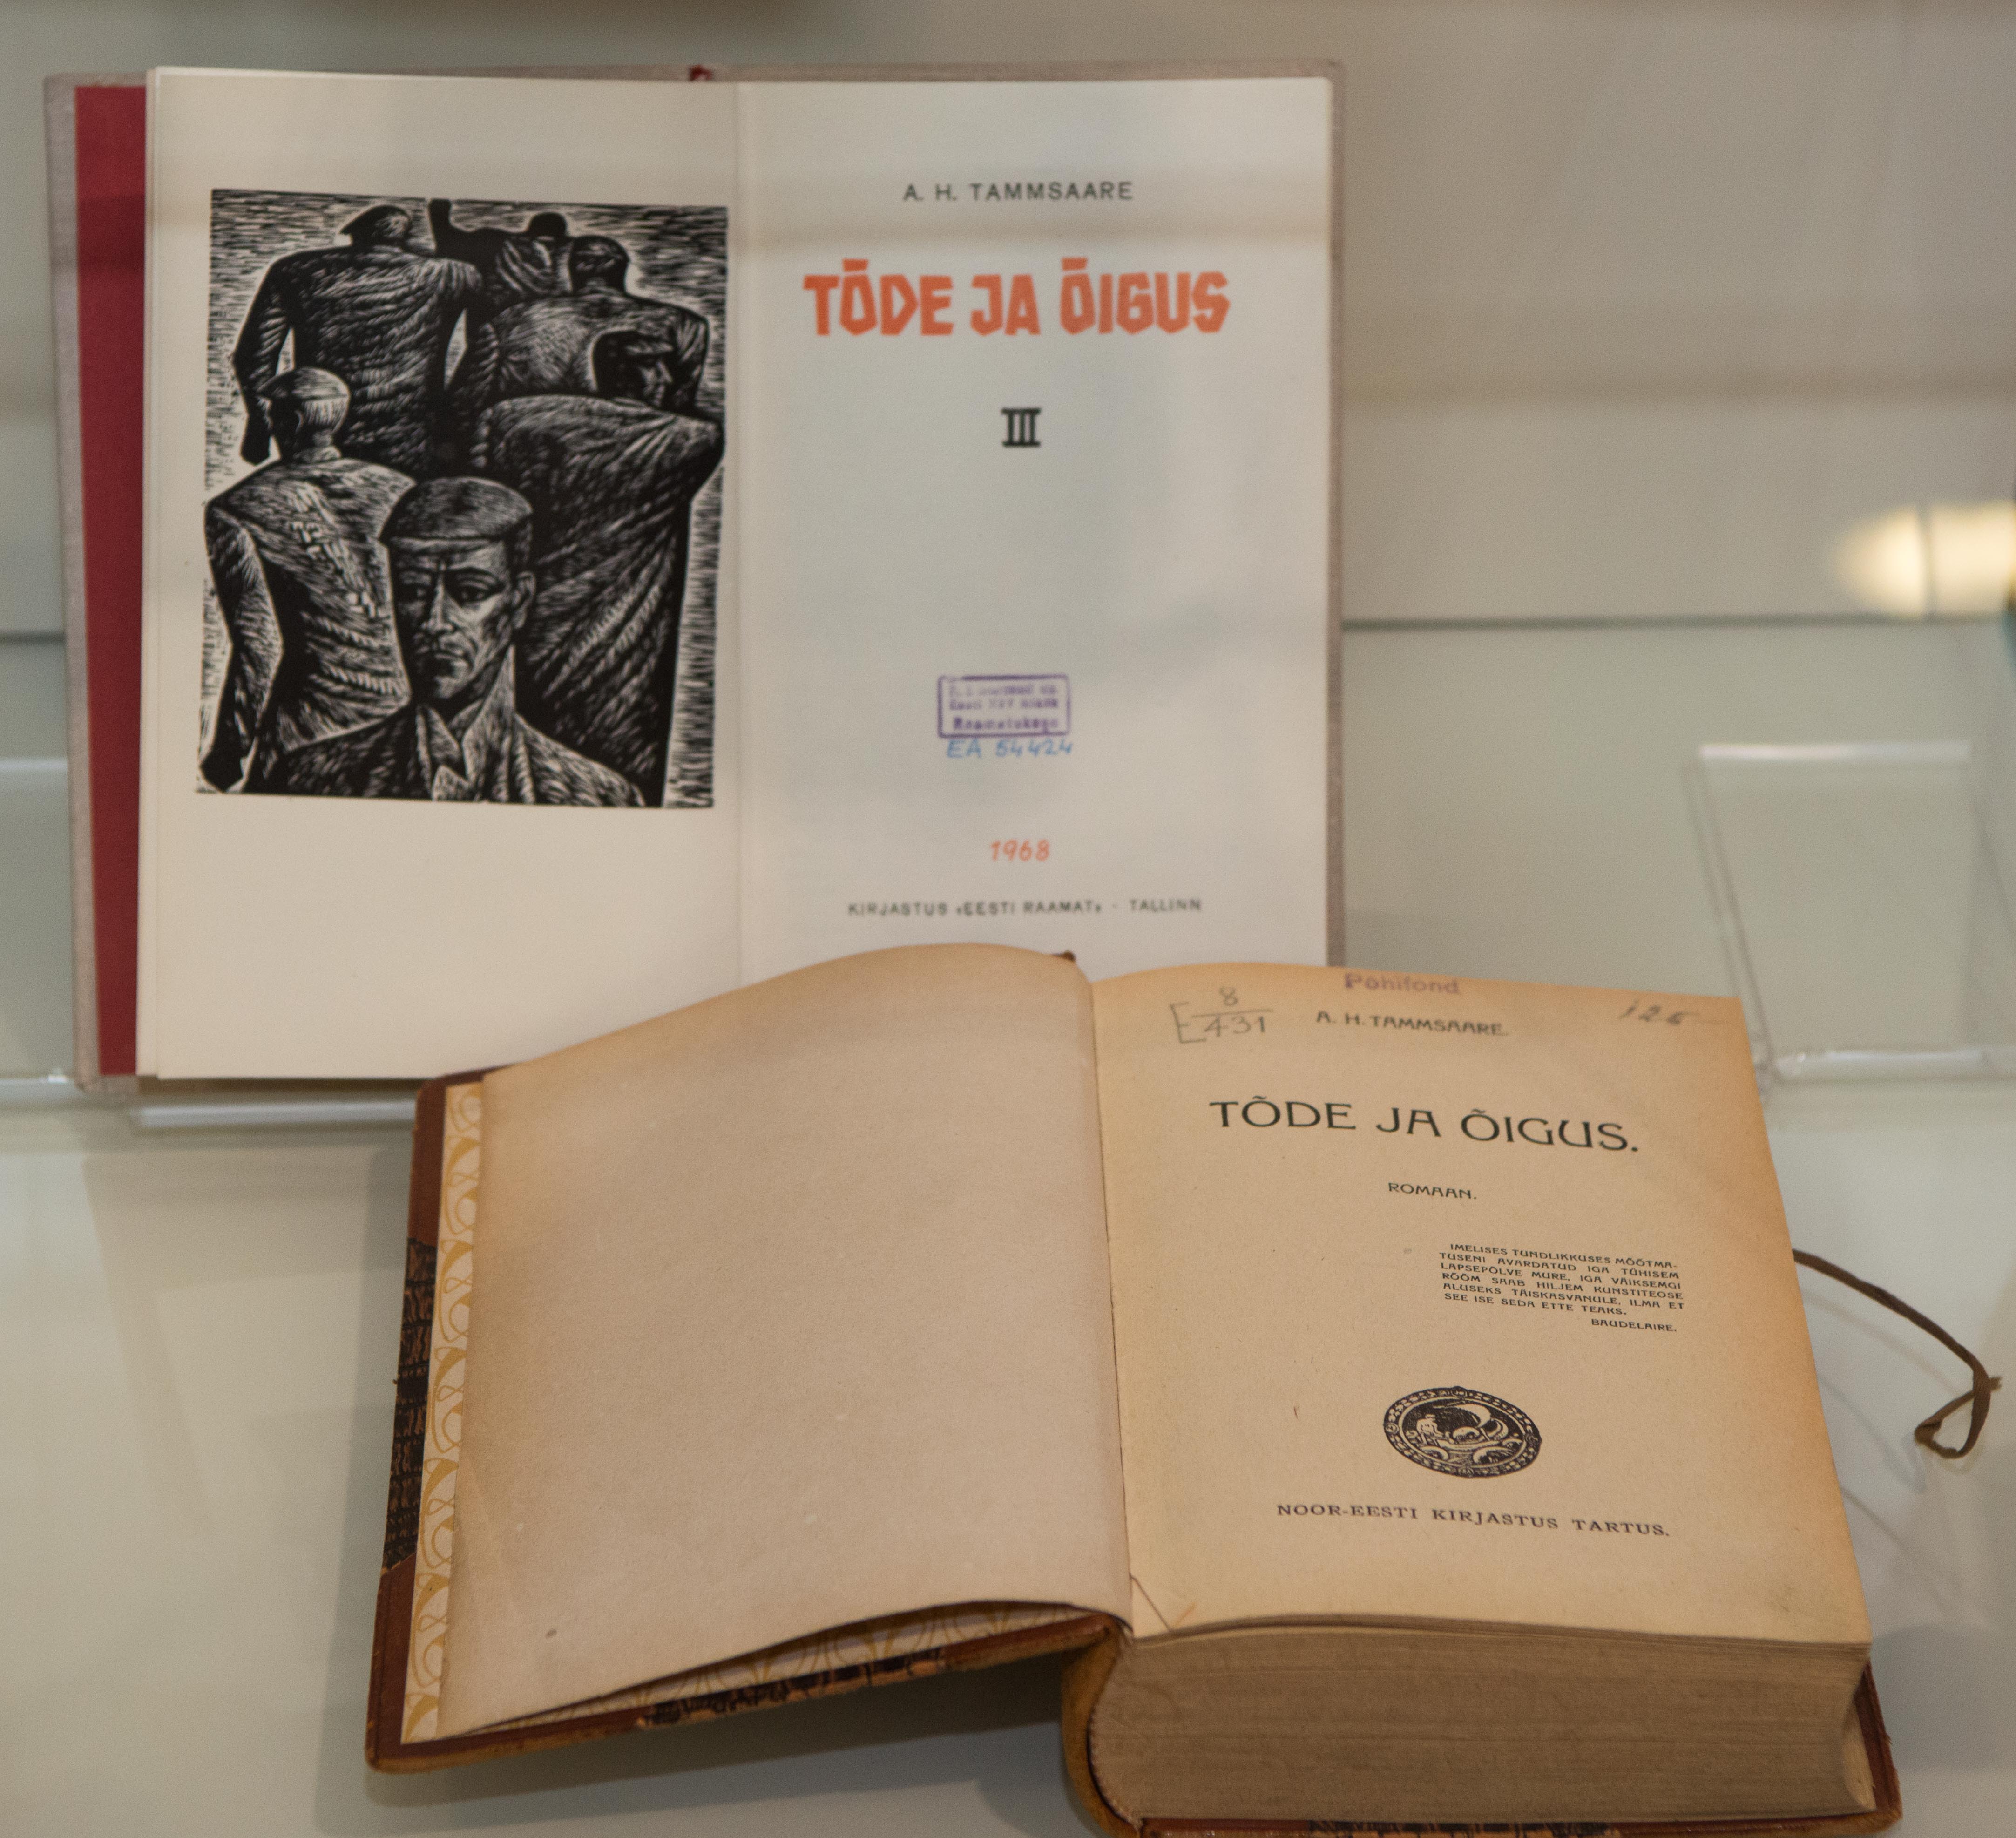 A. H. TAMMSAARE
TÕDE JA ÕIGUS
III
Raamatukogu
EA 54424
1968
KIRJASTUS «EESTI RAAMAT» - TALLINN
Põhifond
8
431
A. H. TAMMSAARE
TÕDE JA ÕIGUS.
ROMAAN.
IMELISES TUNDLIKKUSES MÕÕTMA-
TUSENI AVARDATUD IGA TÜHISEM
LAPSEPÕLVE MURE, IGA VÄIKSEMGI
RÕÕM SAAB HILJEM KUNSTITEOSE
ALUSEKS TÄISKASVANULE, ILMA ET
SEE ISE SEDA ETTE TEAKS.
BAUDELAIRE.
NOOR-EESTI KIRJASTUS TARTUS.